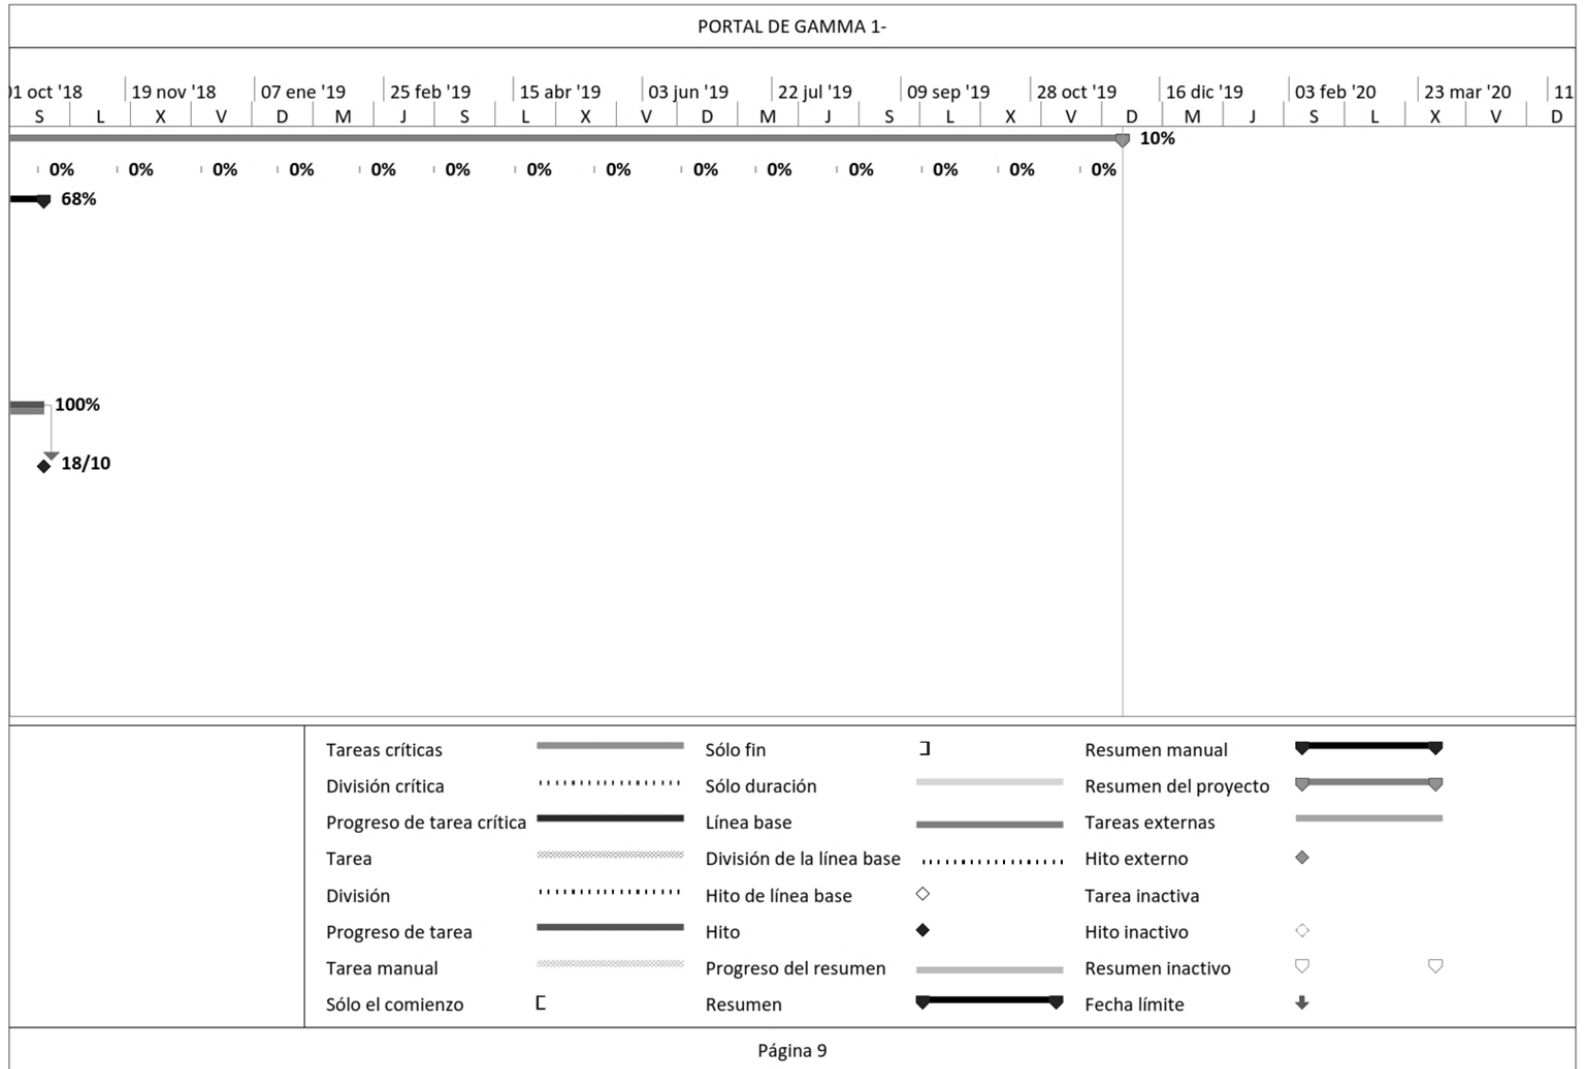 PORTAL DE GAMMA 1-
01 oct '18 19 nov '18 07 ene '19 25 feb '19 15 abr '19 03 jun '19 22 jul '19 09 sep '19 28 oct '19 16 dic '19 03 feb '20 23 mar '20 11
S L X V D M J S L X V D M J S L X V D M J S L X V D
10%
0% 0% 0% 0% 0% 0% 0% 0% 0% 0% 0% 0% 0% 0%
68%
100%
18/10
Tareas críticas Sólo fin Resumen manual
División crítica Sólo duración Resumen del proyecto
Progreso de tarea crítica Línea base Tareas externas
Tarea División de la línea base Hito externo
División Hito de línea base Tarea inactiva
Progreso de tarea Hito Hito inactivo
Tarea manual Progreso del resumen Resumen inactivo
Sólo el comienzo Resumen Fecha límite
Página 9